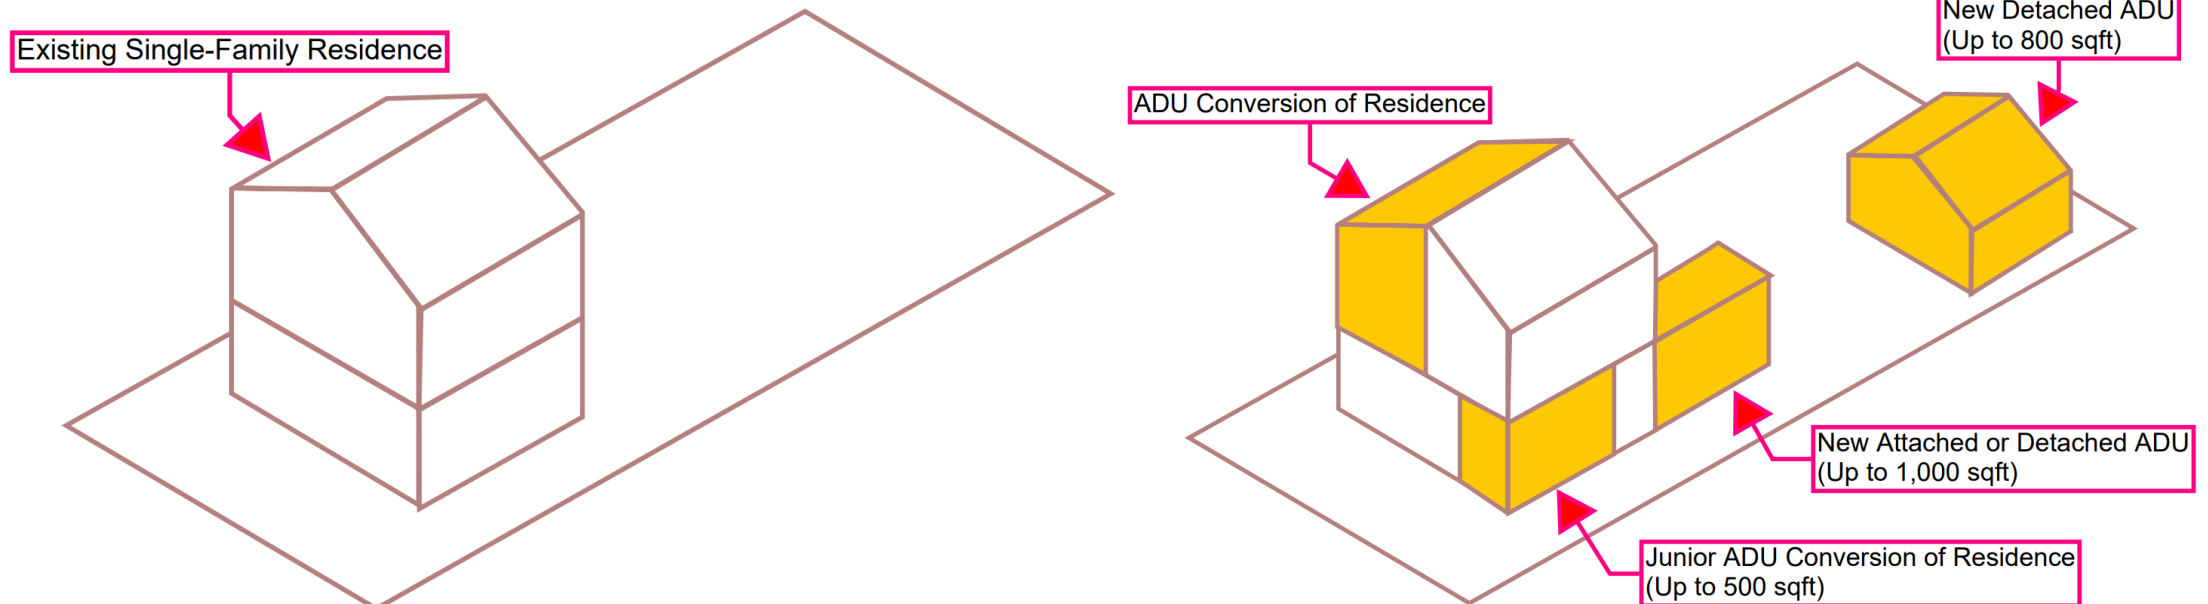 Existing Single-Family Residence
ADU Conversion of Residence
New Detached ADU
(Up to 800 sqft)
New Attached or Detached ADU
(Up to 1,000 sqft)
Junior ADU Conversion of Residence
(Up to 500 sqft)